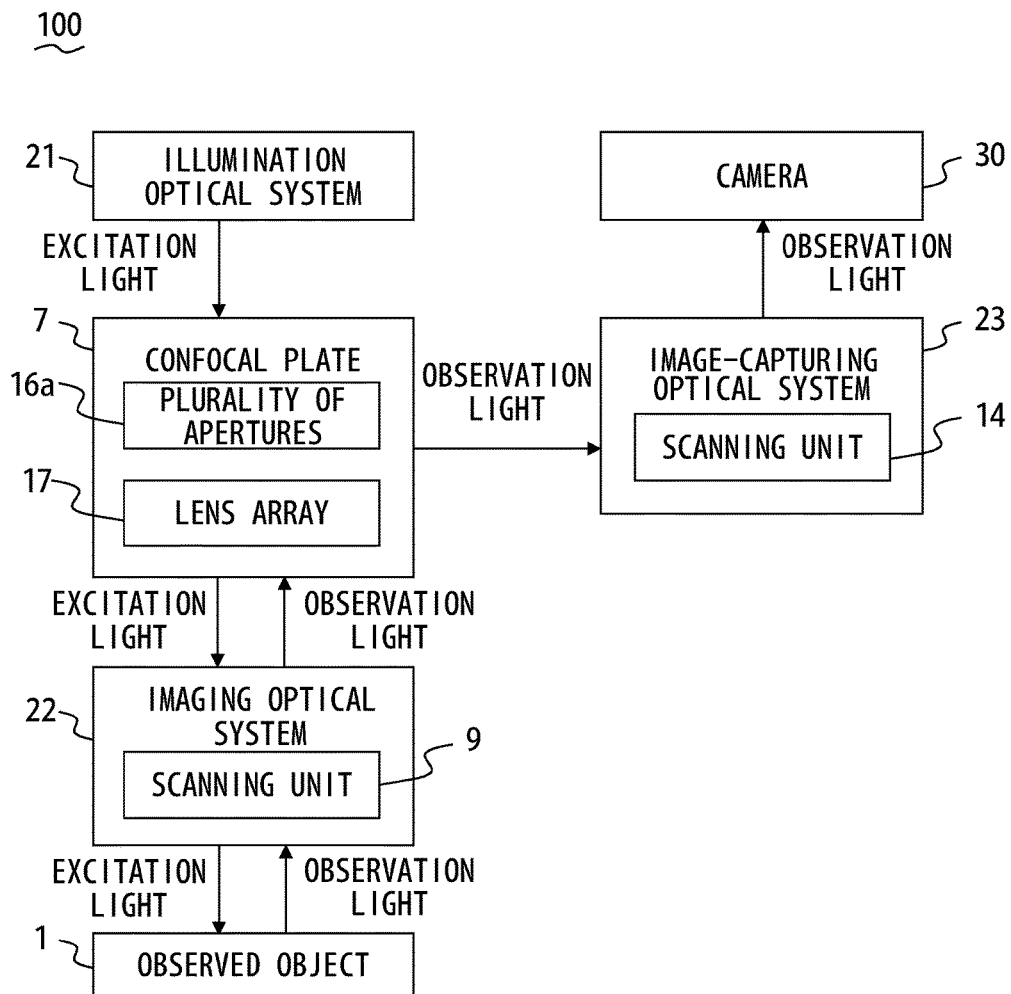 100
21
ILLUMINATION
OPTICAL SYSTEM
CAMERA
30
EXCITATION
LIGHT
OBSERVATION
LIGHT
7
CONFOCAL PLATE
16a
PLURALITY OF
APERTURES
17
LENS ARRAY
OBSERVATION
LIGHT
IMAGE-CAPTURING
OPTICAL SYSTEM
23
SCANNING UNIT
14
EXCITATION
LIGHT
OBSERVATION
LIGHT
22
IMAGING OPTICAL
SYSTEM
9
SCANNING UNIT
EXCITATION
LIGHT
OBSERVATION
LIGHT
1
OBSERVED OBJECT